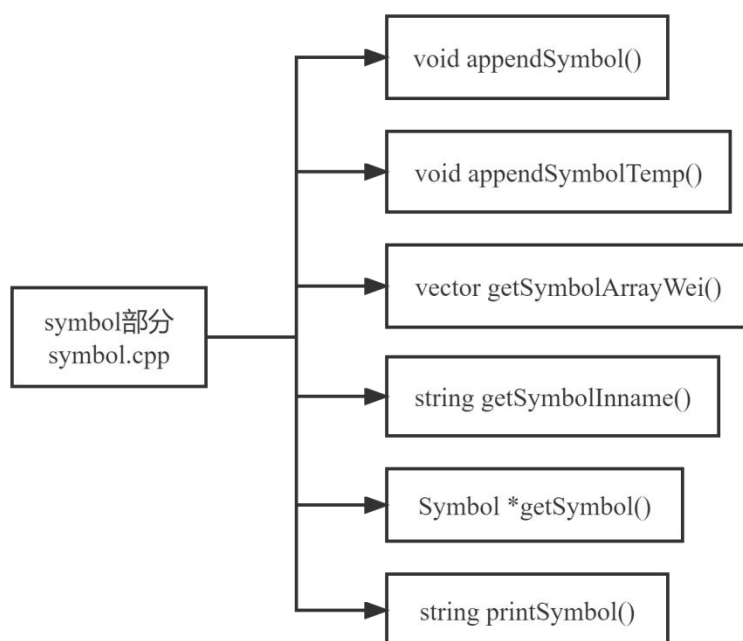 void appendSymbol()
void appendSymbolTemp()
vector getSymbolArrayWei()
symbol部分
symbol.cpp
string getSymbolInname()
Symbol *getSymbol()
string printSymbol()